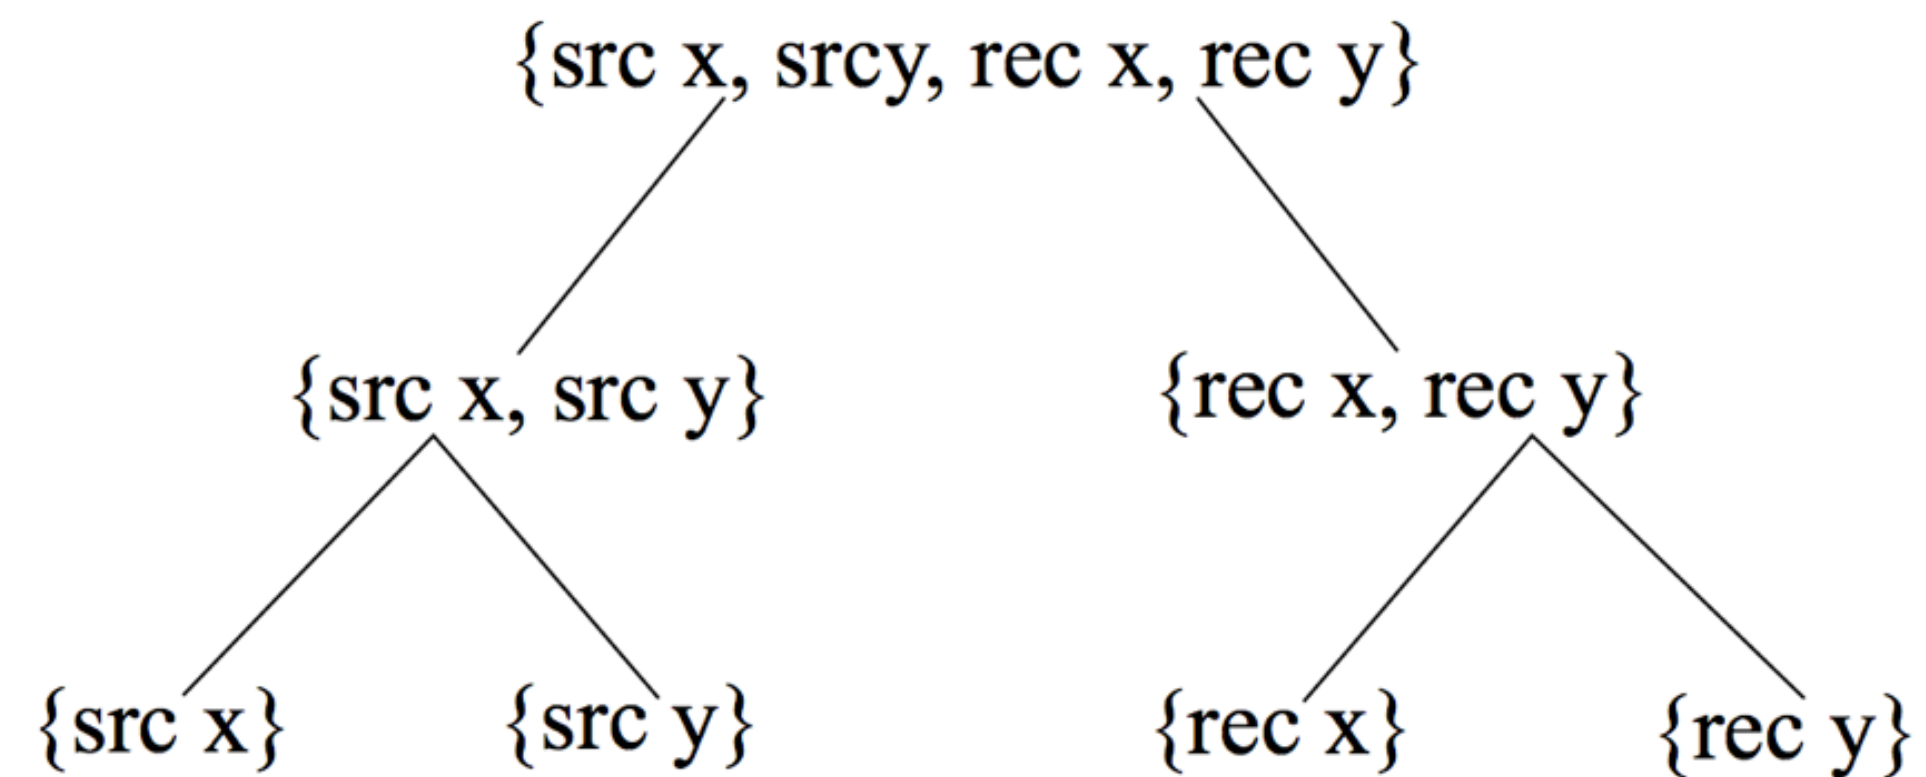 {src x, srcy, rec x, rec y}
{src x, src y} {rec x, rec y}
{src x} {src y} {rec x} {rec y}